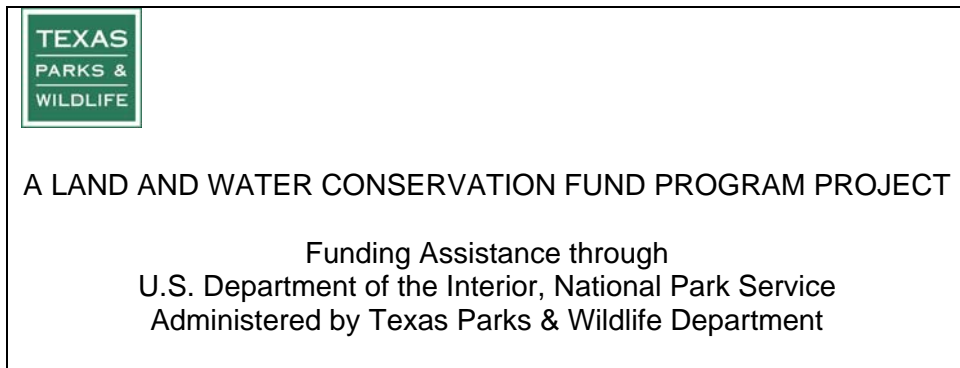 TEXAS
PARKS &
WILDLIFE
A LAND AND WATER CONSERVATION FUND PROGRAM PROJECT
Funding Assistance through
U.S. Department of the Interior, National Park Service
Administered by Texas Parks & Wildlife Department